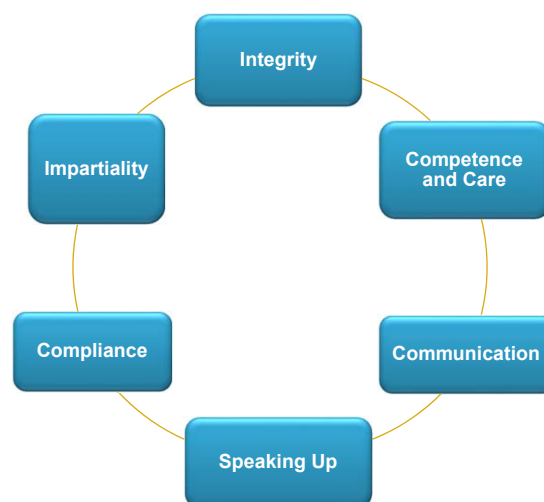 Integrity
Competence
and Care
Communication
Speaking Up
Compliance
Impartiality